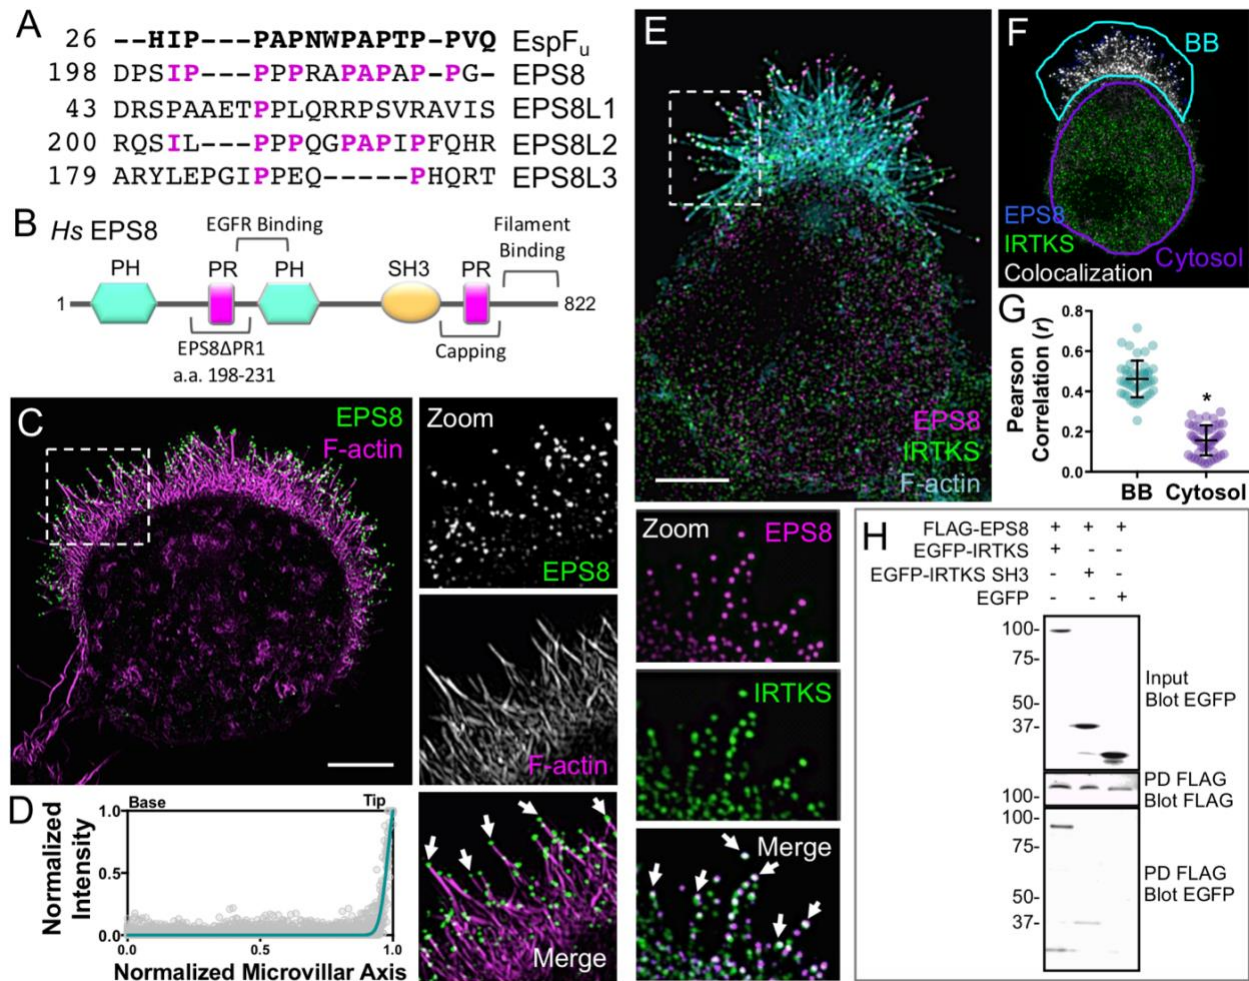 A
26 --HIP---PAPNWPAPTP-PVQ EspFu
198 DPSIP---PPPRAPAPAP-PG- EPS8
43 DRSPAAETPPLQRRPSVRAVIS EPS8L1
200 RQSIL---PPPQGPAPIPFQHR EPS8L2
179 ARYLEPGIPPEQ-----PHQRT EPS8L3
B
Hs EPS8
EGFR Binding
Filament
Binding
PH PR PH SH3 PR
1 822
EPS8ΔPR1
a.a. 198-231
Capping
C
EPS8
F-actin
Zoom
EPS8
F-actin
Merge
D
Base Tip
Normalized
Intensity
1.0
0.5
0.0
0.0 0.5 1.0
Normalized Microvillar Axis
E
EPS8
IRTKS
F-actin
Zoom
EPS8
IRTKS
Merge
F
BB
EPS8
IRTKS
Cytosol
Colocalization
G
Pearson
Correlation (r)
0.8
0.6
0.4
0.2
0.0
*
BB Cytosol
H
FLAG-EPS8 + + +
EGFP-IRTKS + - -
EGFP-IRTKS SH3 - + -
EGFP - - +
100-
75-
50-
37-
Input
Blot EGFP
100-
PD FLAG
Blot FLAG
100-
75-
50-
37-
PD FLAG
Blot EGFP